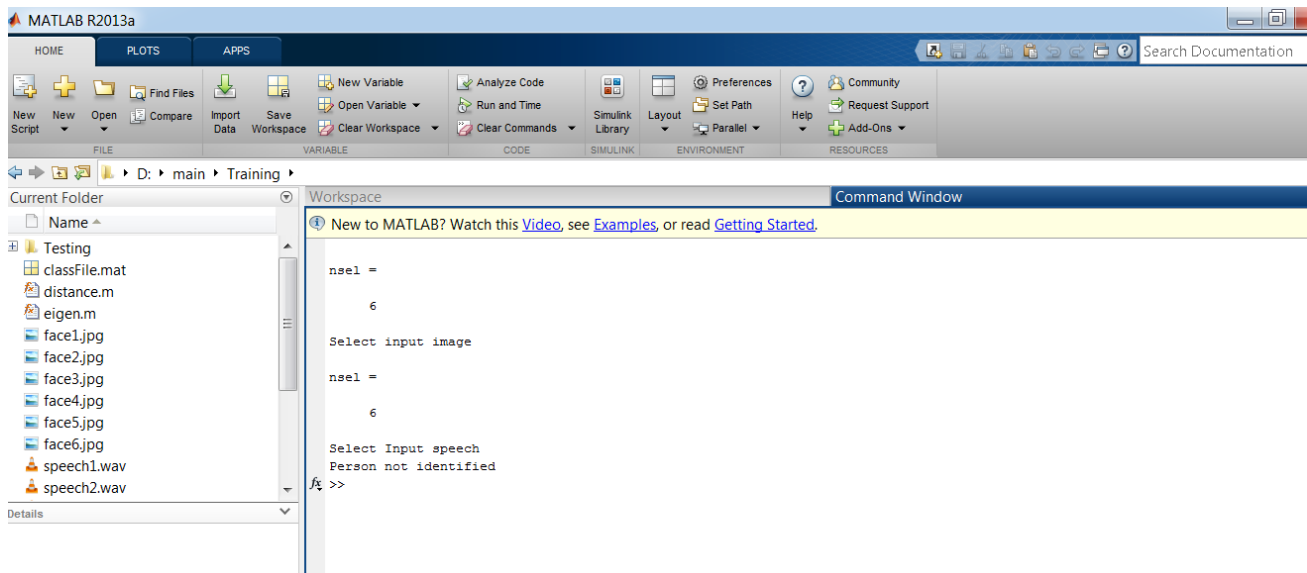 MATLAB R2013a
HOME PLOTS APPS Search Documentation
New Script
New
Open
Find Files
Compare
Import Data
Save Workspace
New Variable
Open Variable
Clear Workspace
Analyze Code
Run and Time
Clear Commands
Simulink Library
Layout
Preferences
Set Path
Parallel
Help
Community
Request Support
Add-Ons
FILE VARIABLE CODE SIMULINK ENVIRONMENT RESOURCES
D: main Training
Current Folder
Name
Testing
classFile.mat
distance.m
eigen.m
face1.jpg
face2.jpg
face3.jpg
face4.jpg
face5.jpg
face6.jpg
speech1.wav
speech2.wav
Details
Workspace Command Window
New to MATLAB? Watch this Video, see Examples, or read Getting Started.
nsel =
6
Select input image
nsel =
6
Select Input speech
Person not identified
fx >>